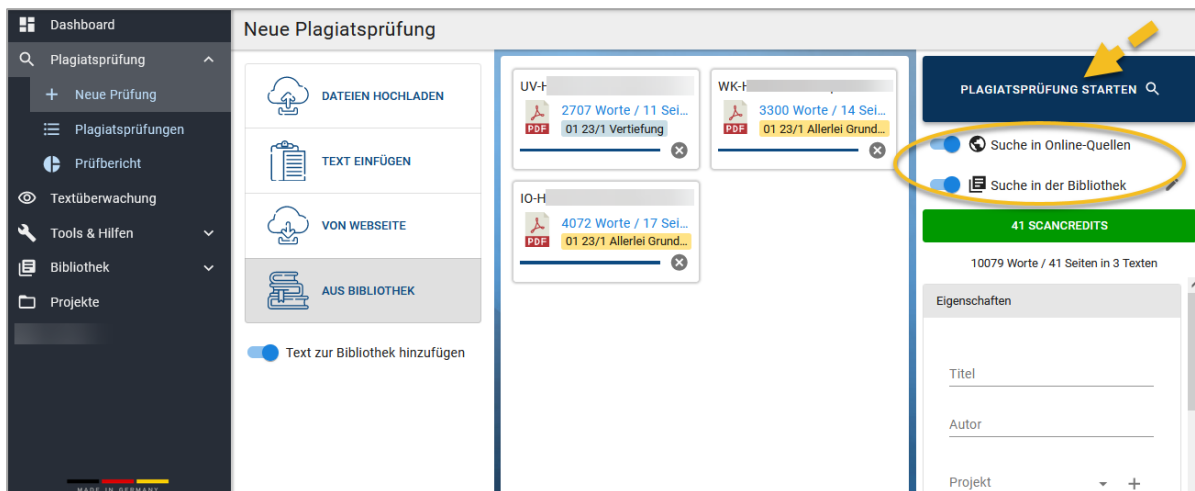 Dashboard
Plagiatsprüfung
Neue Prüfung
Plagiatsprüfungen
Prüfbericht
Textüberwachung
Tools & Hilfen
Bibliothek
Projekte
MADE IN GERMANY
Neue Plagiatsprüfung
DATEIEN HOCHLADEN
TEXT EINFÜGEN
VON WEBSEITE
AUS BIBLIOTHEK
Text zur Bibliothek hinzufügen
UV-H
2707 Worte / 11 Sei...
PDF
01 23/1 Vertiefung
WK-H
3300 Worte / 14 Sei...
PDF
01 23/1 Allerlei Grund...
IO-H
4072 Worte / 17 Sei...
PDF
01 23/1 Allerlei Grund...
PLAGIATSPRÜFUNG STARTEN
Suche in Online-Quellen
Suche in der Bibliothek
41 SCANCREDITS
10079 Worte / 41 Seiten in 3 Texten
Eigenschaften
Titel
Autor
Projekt